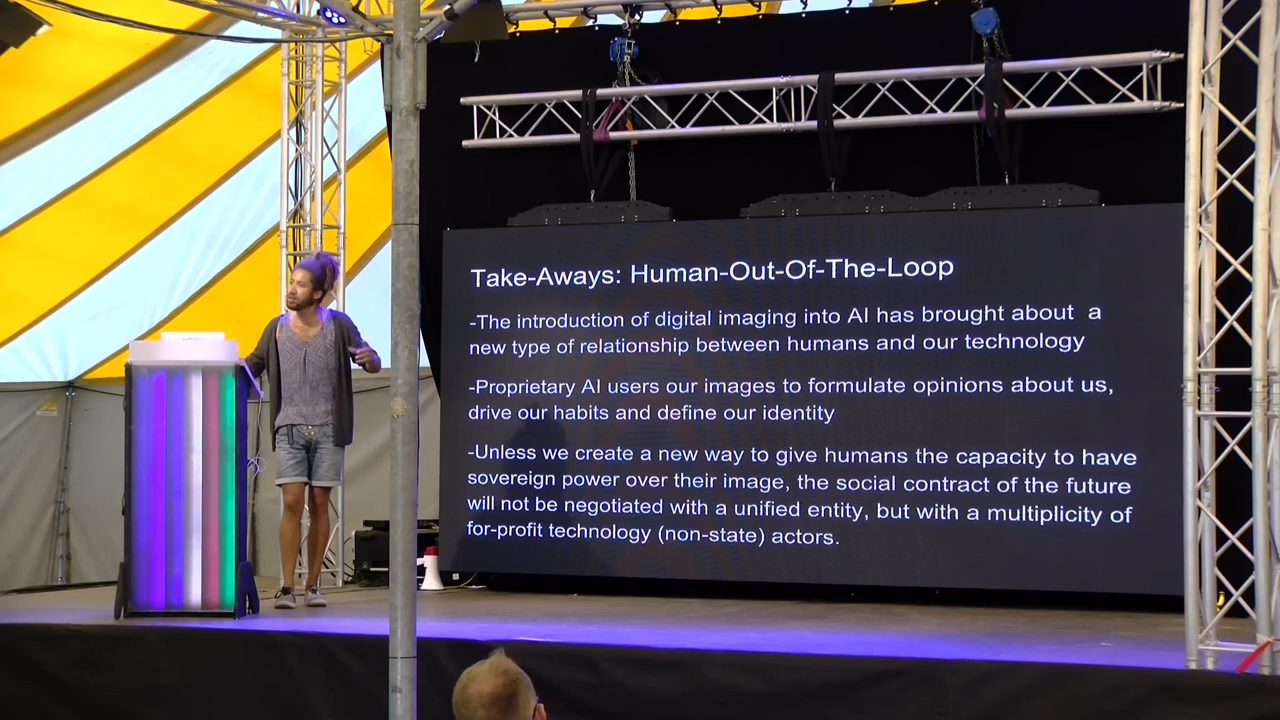 Take-Aways: Human-Out-Of-The-Loop
-The introduction of digital imaging into AI has brought about  a
new type of relationship between humans and our technology
-Proprietary AI users our images to formulate opinions about us,
drive our habits and define our identity
-Unless we create a new way to give humans the capacity to have
sovereign power over their image, the social contract of the future
will not be negotiated with a unified entity, but with a multiplicity of
for-profit technology (non-state) actors.